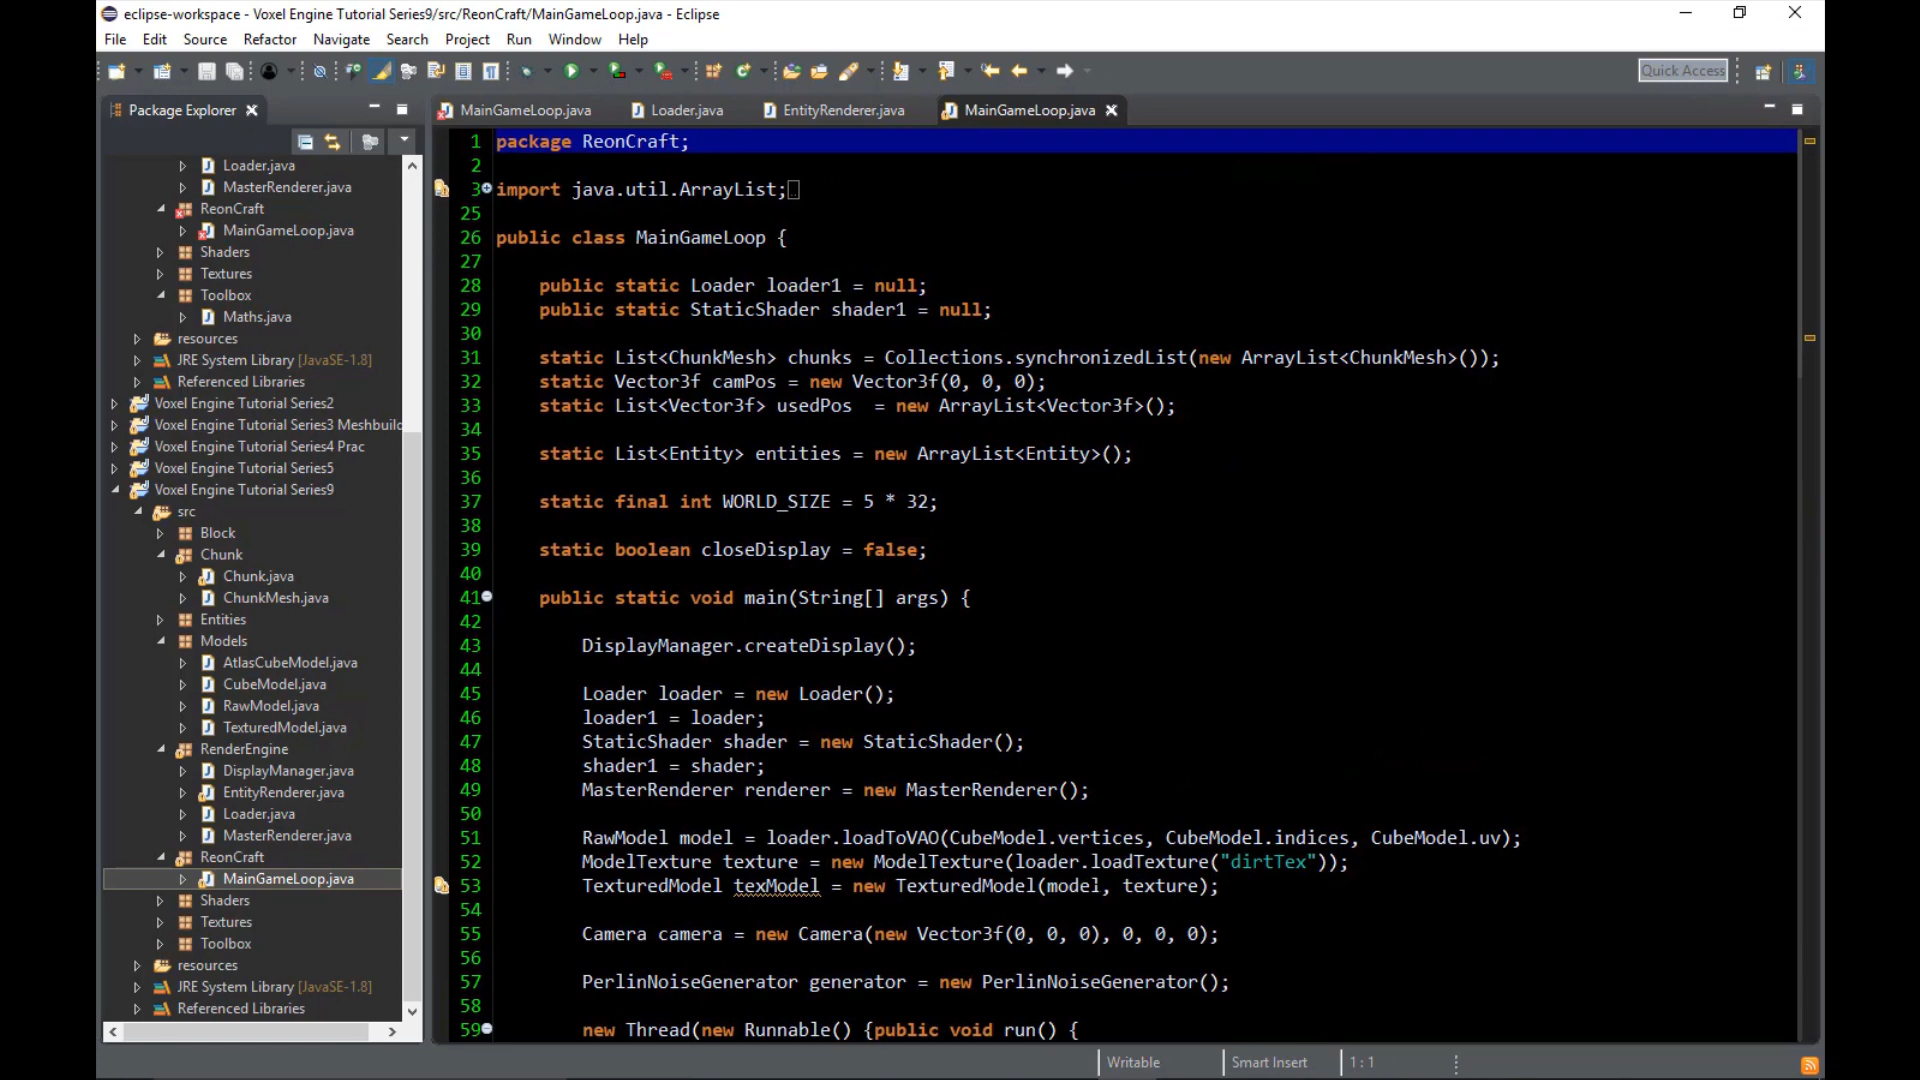 eclipse-workspace - Voxel Engine Tutorial Series9/src/ReonCraft/MainGameLoop.java - Eclipse
File Edit Source Refactor Navigate Search Project Run Window Help
Quick Access
Package Explorer
Loader.java
MasterRenderer.java
ReonCraft
MainGameLoop.java
Shaders
Textures
Toolbox
Maths.java
resources
JRE System Library [JavaSE-1.8]
Referenced Libraries
Voxel Engine Tutorial Series2
Voxel Engine Tutorial Series3 Meshbuilc
Voxel Engine Tutorial Series4 Prac
Voxel Engine Tutorial Series5
Voxel Engine Tutorial Series9
src
Block
Chunk
Chunk.java
ChunkMesh.java
Entities
Models
AtlasCubeModel.java
CubeModel.java
RawModel.java
TexturedModel.java
RenderEngine
DisplayManager.java
EntityRenderer.java
Loader.java
MasterRenderer.java
ReonCraft
MainGameLoop.java
Shaders
Textures
Toolbox
resources
JRE System Library [JavaSE-1.8]
Referenced Libraries
MainGameLoop.java Loader.java EntityRenderer.java MainGameLoop.java
1 package ReonCraft;
2
3 import java.util.ArrayList;
25
26 public class MainGameLoop {
27
28 public static Loader loader1 = null;
29 public static StaticShader shader1 = null;
30
31 static List<ChunkMesh> chunks = Collections.synchronizedList(new ArrayList<ChunkMesh>());
32 static Vector3f camPos = new Vector3f(0, 0, 0);
33 static List<Vector3f> usedPos = new ArrayList<Vector3f>();
34
35 static List<Entity> entities = new ArrayList<Entity>();
36
37 static final int WORLD_SIZE = 5 * 32;
38
39 static boolean closeDisplay = false;
40
41 public static void main(String[] args) {
42
43 DisplayManager.createDisplay();
44
45 Loader loader = new Loader();
46 loader1 = loader;
47 StaticShader shader = new StaticShader();
48 shader1 = shader;
49 MasterRenderer renderer = new MasterRenderer();
50
51 RawModel model = loader.loadToVAO(CubeModel.vertices, CubeModel.indices, CubeModel.uv);
52 ModelTexture texture = new ModelTexture(loader.loadTexture("dirtTex"));
53 TexturedModel texModel = new TexturedModel(model, texture);
54
55 Camera camera = new Camera(new Vector3f(0, 0, 0), 0, 0, 0);
56
57 PerlinNoiseGenerator generator = new PerlinNoiseGenerator();
58
59 new Thread(new Runnable() {public void run() {
Writable Smart Insert 1 : 1